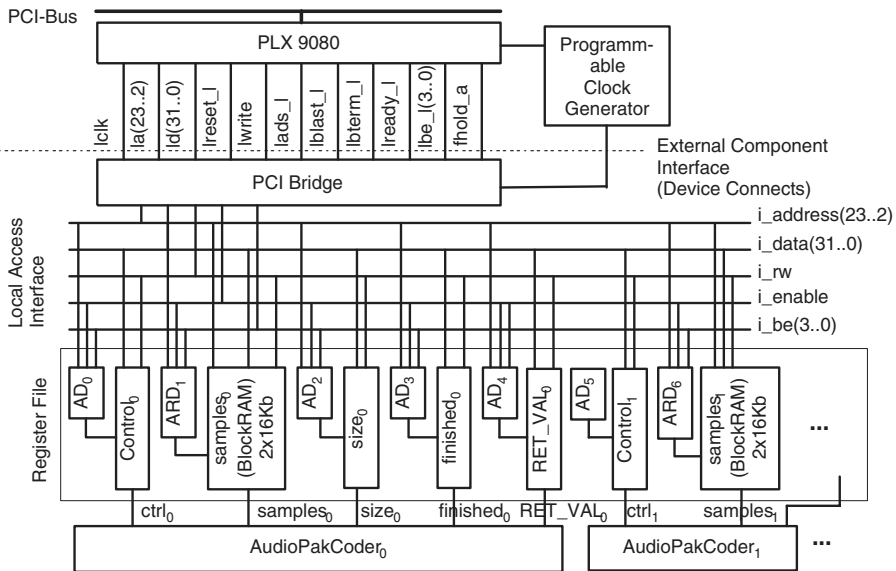 PCI-Bus
PLX 9080
Programm-
able
Clock
Generator
lclk
la(23..2)
ld(31..0)
lreset_l
lwrite
lads_l
lblast_l
lbterm_l
lready_l
lbe_l(3..0)
fhold_a
External Component
Interface
(Device Connects)
PCI Bridge
Local Access
Interface
i_address(23..2)
i_data(31..0)
i_rw
i_enable
i_be(3..0)
Register File
AD₀
Control₀
ARD₁
samples₀
(BlockRAM)
2x16Kb
AD₂
size₀
AD₃
finished₀
AD₄
RET_VAL₀
AD₅
Control₁
ARD₆
samples₁
(BlockRAM)
2x16Kb
...
ctrl₀
samples₀
size₀
finished₀
RET_VAL₀
ctrl₁
samples₁
AudioPakCoder₀
AudioPakCoder₁
...